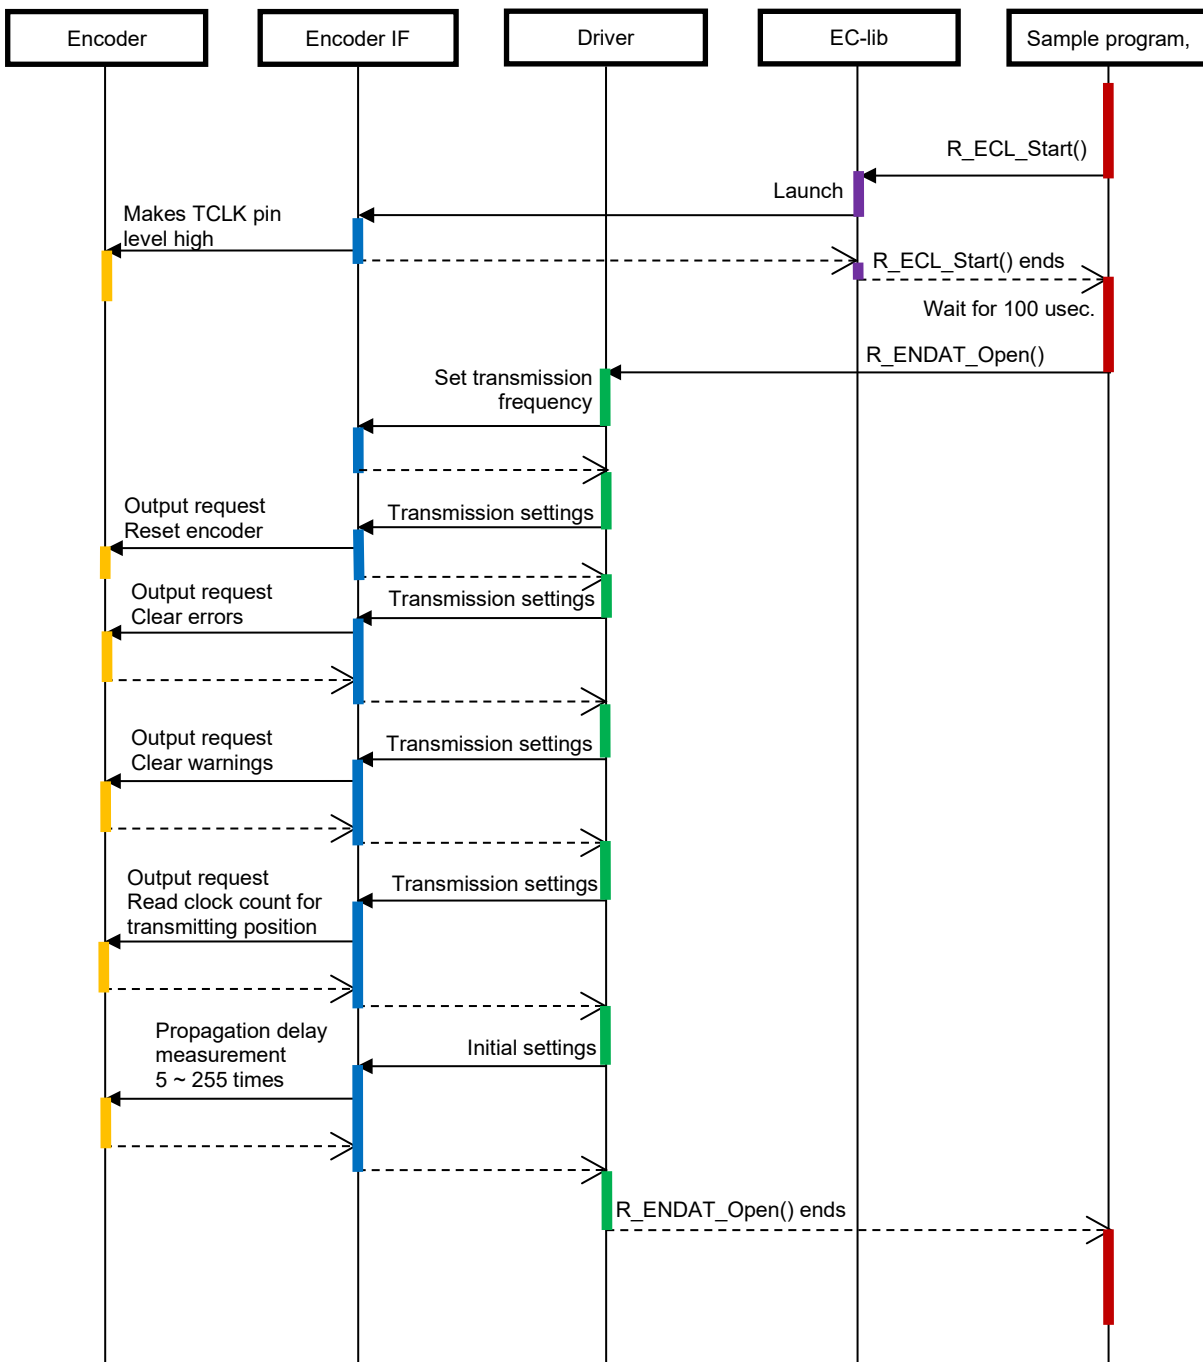 Encoder
Encoder IF
Driver
EC-lib
Sample program,
R_ECL_Start()
Launch
Makes TCLK pin
level high
R_ECL_Start() ends
Wait for 100 usec.
R_ENDAT_Open()
Set transmission
frequency
Output request
Reset encoder
Transmission settings
Output request
Clear errors
Transmission settings
Output request
Clear warnings
Transmission settings
Output request
Read clock count for
transmitting position
Transmission settings
Propagation delay
measurement
5 ~ 255 times
Initial settings
R_ENDAT_Open() ends